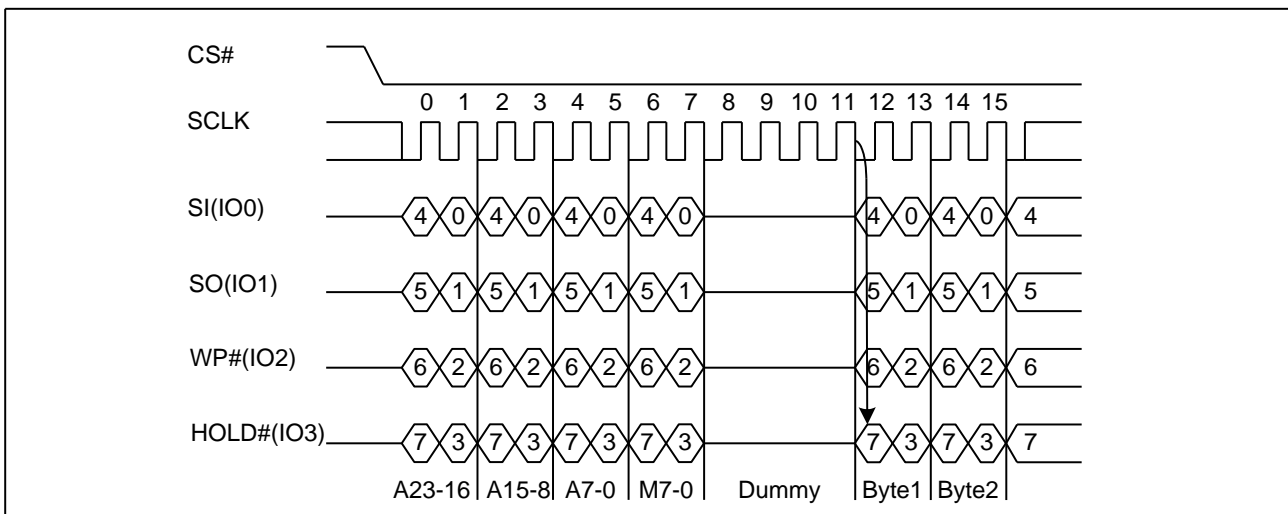 CS#
0 1 2 3 4 5 6 7 8 9 10 11 12 13 14 15
SCLK
SI(IO0) 4 0 4 0 4 0 4 0 4 0 4 0 4
SO(IO1) 5 1 5 1 5 1 5 1 5 1 5 1 5
WP#(IO2) 6 2 6 2 6 2 6 2 6 2 6 2 6
HOLD#(IO3) 7 3 7 3 7 3 7 3 7 3 7 3 7
A23-16 A15-8 A7-0 M7-0 Dummy Byte1 Byte2